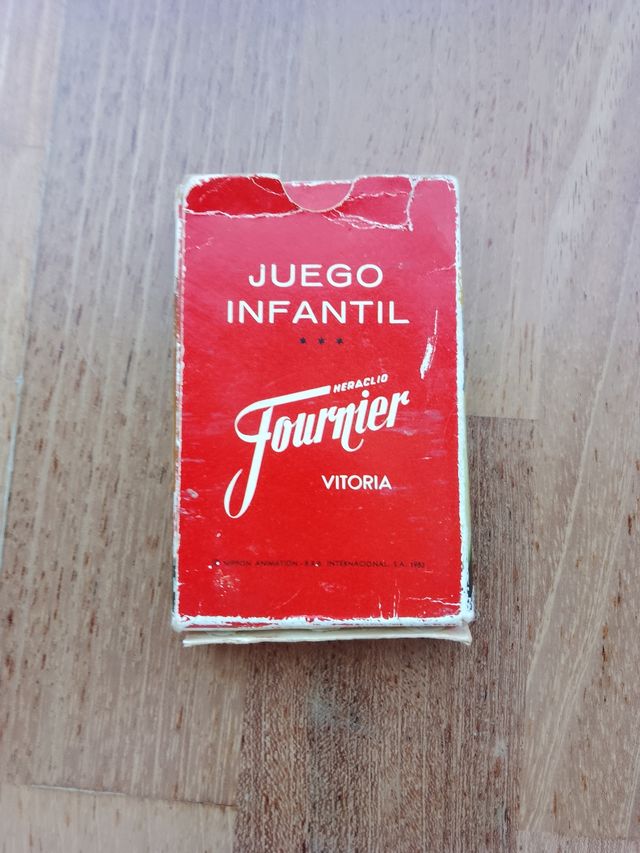 JUEGO
INFANTIL
* * *
HERACLIO
Fournier
VITORIA
NIPPON ANIMATION - B.R.B. INTERNACIONAL, S.A. 1983